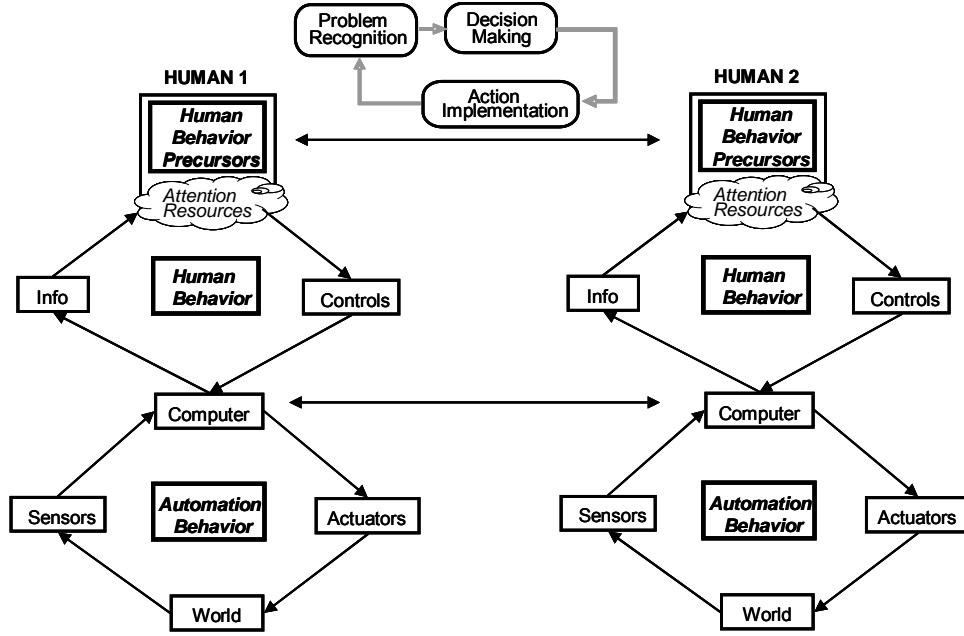 Problem
Recognition
Decision
Making
Action
Implementation
HUMAN 1
Human
Behavior
Precursors
Attention
Resources
Info
Human
Behavior
Controls
Computer
Sensors
Automation
Behavior
Actuators
World
HUMAN 2
Human
Behavior
Precursors
Attention
Resources
Info
Human
Behavior
Controls
Computer
Sensors
Automation
Behavior
Actuators
World